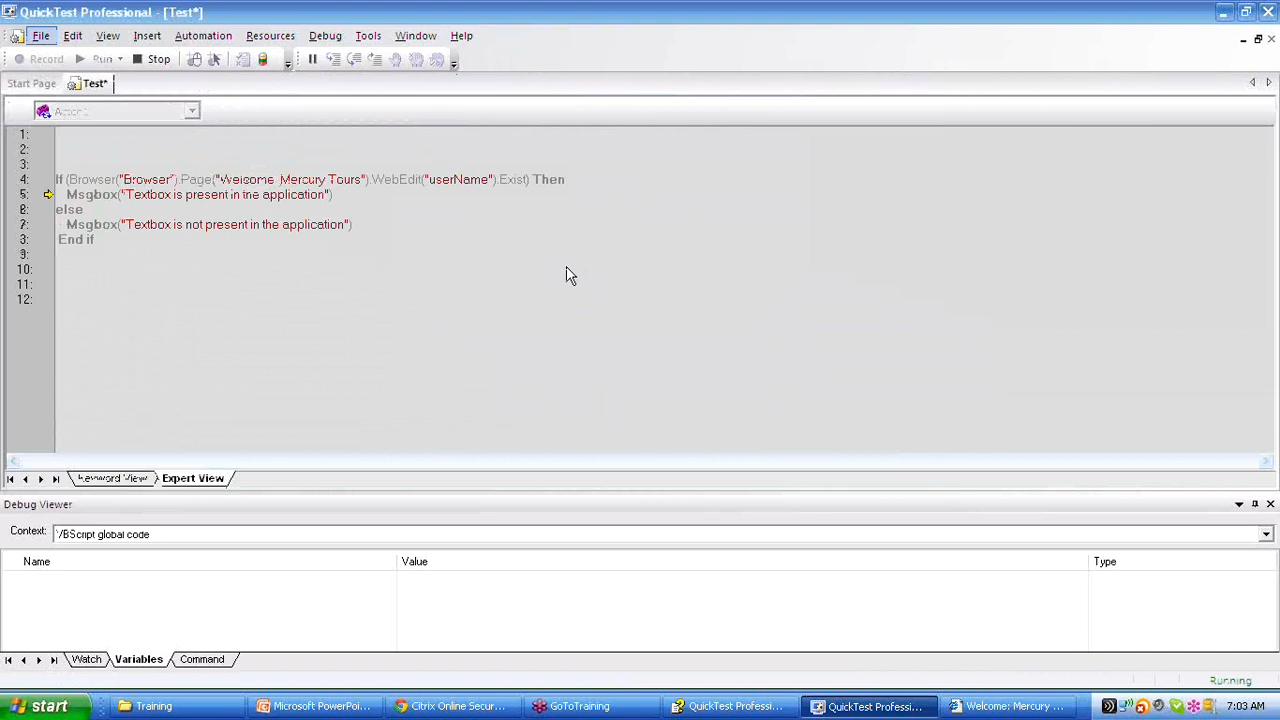 QuickTest Professional - [Test*]
File Edit View Insert Automation Resources Debug Tools Window Help
Record Run Stop
Start Page Test*
1:
2:
3:
4: If (Browser("Browser").Page("Welcome: Mercury Tours").WebEdit("userName").Exist) Then
5: Msgbox("Textbox is present in the application")
6: else
7: Msgbox("Textbox is not present in the application")
8: End if
9:
10:
11:
12:
Keyword View Expert View
Debug Viewer
Context: VBScript global code
Name Value Type
Watch Variables Command
Running
start Training Microsoft PowerPoi... Citrix Online Secur... GoToTraining QuickTest Professi... QuickTest Professi... Welcome: Mercury ... 7:03 AM